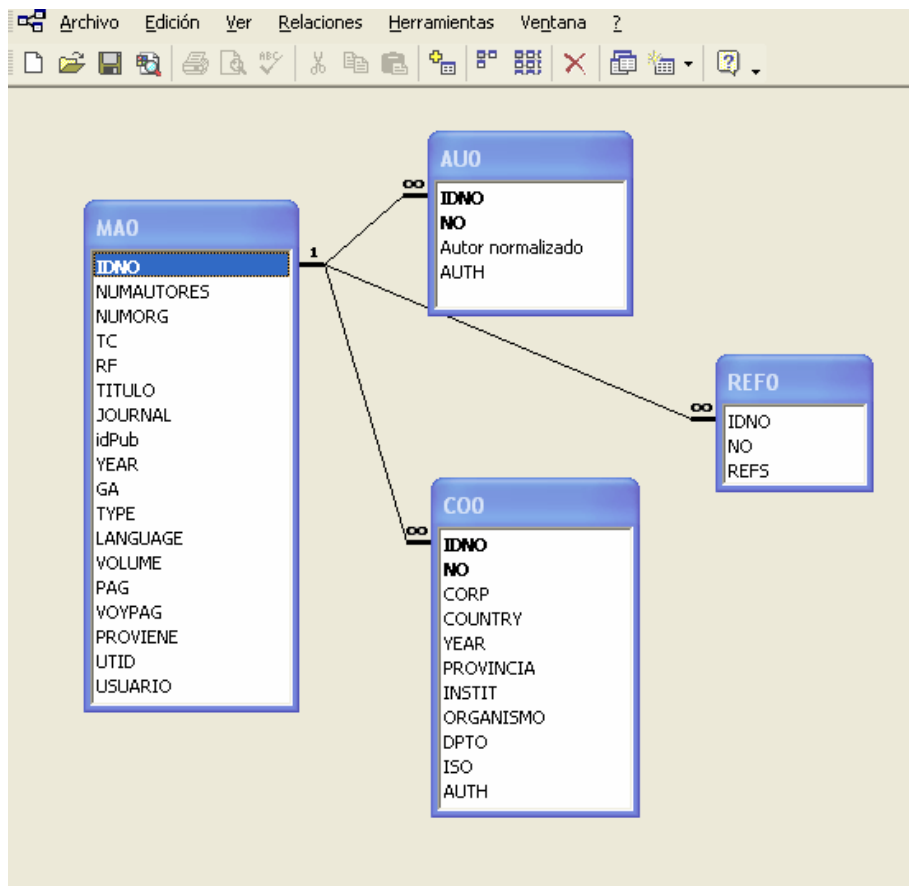 Archivo Edición Ver Relaciones Herramientas Ventana ?
ABC
AU0
∞
IDNO
NO
Autor normalizado
AUTH
MA0
1
IDNO
NUMAUTORES
NUMORG
TC
RF
TITULO
JOURNAL
idPub
YEAR
GA
TYPE
LANGUAGE
VOLUME
PAG
VOYPAG
PROVIENE
UTID
USUARIO
REF0
∞
IDNO
NO
REFS
CO0
∞
IDNO
NO
CORP
COUNTRY
YEAR
PROVINCIA
INSTIT
ORGANISMO
DPTO
ISO
AUTH